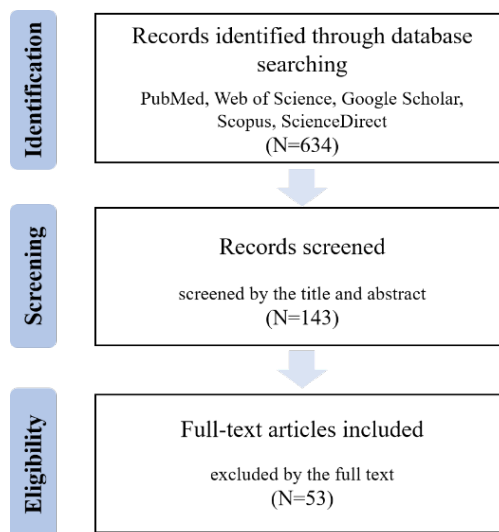 Identification
Records identified through database
searching
PubMed, Web of Science, Google Scholar,
Scopus, ScienceDirect
(N=634)
Screening
Records screened
screened by the title and abstract
(N=143)
Eligibility
Full-text articles included
excluded by the full text
(N=53)